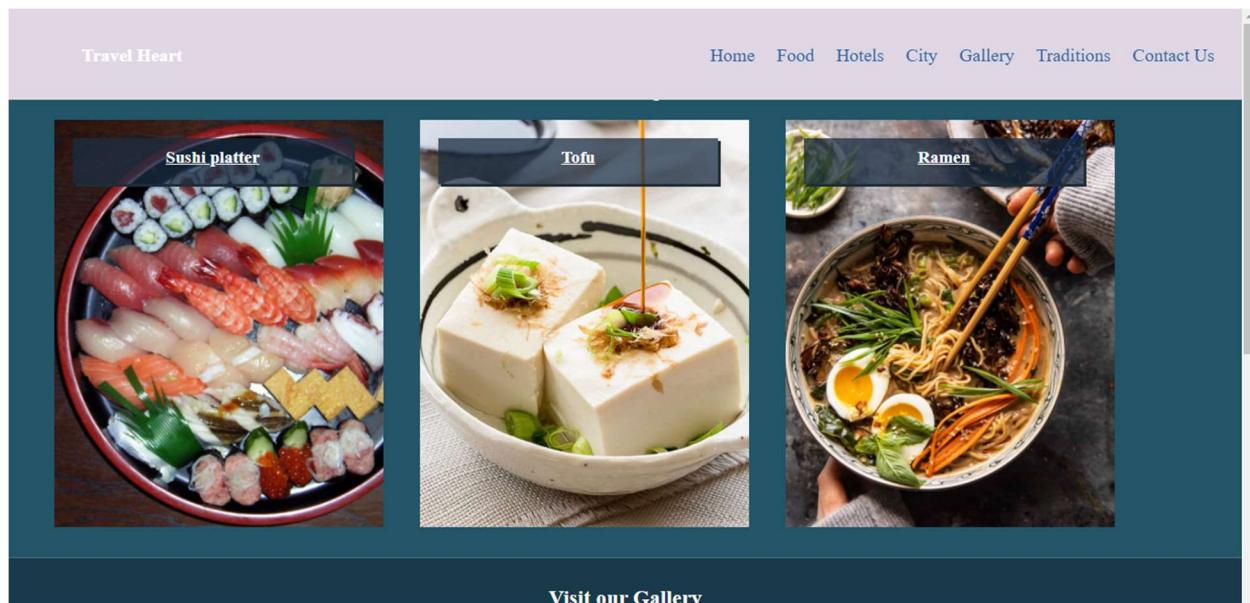 Travel Heart
Home Food Hotels City Gallery Traditions Contact Us
Sushi platter
Tofu
Ramen
Visit our Gallery